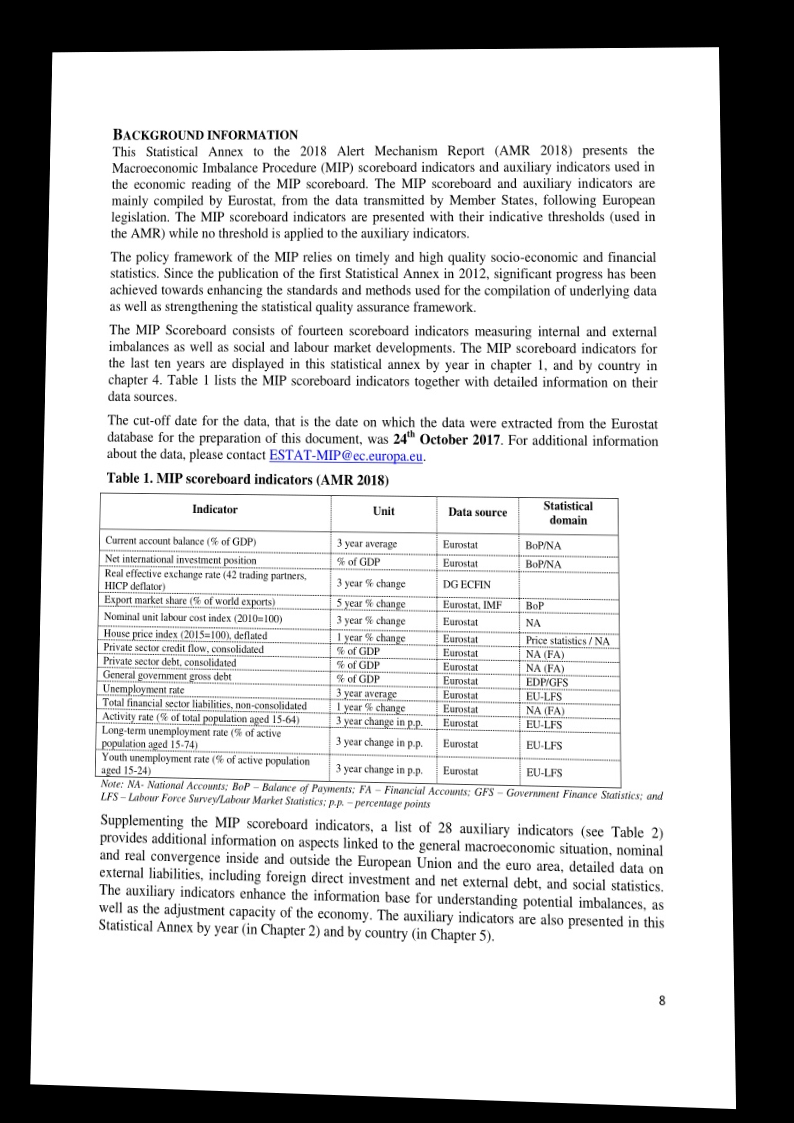 BACKGROUND INFORMATION
This Statistical Annex to the 2018 Alert Mechanism Report (AMR 2018) presents the
Macroeconomic Imbalance Procedure (MIP) scoreboard indicators and auxiliary indicators used in
the economic reading of the MIP scoreboard. The MIP scoreboard and auxiliary indicators are
mainly compiled by Eurostat, from the data transmitted by Member States, following European
legislation. The MIP scoreboard indicators are presented with their indicative thresholds (used in
the AMR) while no threshold is applied to the auxiliary indicators.
The policy framework of the MIP relies on timely and high quality socio-economic and financial
statistics. Since the publication of the first Statistical Annex in 2012, significant progress has been
achieved towards enhancing the standards and methods used for the compilation of underlying data
as well as strengthening the statistical quality assurance framework.
The MIP Scoreboard consists of fourteen scoreboard indicators measuring internal and external
imbalances as well as social and labour market developments. The MIP scoreboard indicators for
the last ten years are displayed in this statistical annex by year in chapter 1, and by country in
chapter 4. Table 1 lists the MIP scoreboard indicators together with detailed information on their
data sources.
The cut-off date for the data, that is the date on which the data were extracted from the Eurostat
database for the preparation of this document, was 24th October 2017. For additional information
about the data, please contact ESTAT-MIP@ec.europa.eu.
Table 1. MIP scoreboard indicators (AMR 2018)
Indicator Unit Data source Statistical
domain
Current account balance (% of GDP) 3 year average Eurostat BoP/NA
Net international investment position % of GDP Eurostat BoP/NA
Real effective exchange rate (42 trading partners,
HICP deflator) 3 year % change DG ECFIN
Export market share (% of world exports) 5 year % change Eurostat, IMF BoP
Nominal unit labour cost index (2010=100) 3 year % change Eurostat NA
House price index (2015=100), deflated 1 year % change Eurostat Price statistics / NA
Private sector credit flow, consolidated % of GDP Eurostat NA (FA)
Private sector debt, consolidated % of GDP Eurostat NA (FA)
General government gross debt % of GDP Eurostat EDP/GFS
Unemployment rate 3 year average Eurostat EU-LFS
Total financial sector liabilities, non-consolidated 1 year % change Eurostat NA (FA)
Activity rate (% of total population aged 15-64) 3 year change in p.p. Eurostat EU-LFS
Long-term unemployment rate (% of active
population aged 15-74) 3 year change in p.p. Eurostat EU-LFS
Youth unemployment rate (% of active population
aged 15-24) 3 year change in p.p. Eurostat EU-LFS
Note: NA- National Accounts; BoP – Balance of Payments; FA – Financial Accounts; GFS – Government Finance Statistics; and
LFS – Labour Force Survey/Labour Market Statistics; p.p. – percentage points
Supplementing the MIP scoreboard indicators, a list of 28 auxiliary indicators (see Table 2)
provides additional information on aspects linked to the general macroeconomic situation, nominal
and real convergence inside and outside the European Union and the euro area, detailed data on
external liabilities, including foreign direct investment and net external debt, and social statistics.
The auxiliary indicators enhance the information base for understanding potential imbalances, as
well as the adjustment capacity of the economy. The auxiliary indicators are also presented in this
Statistical Annex by year (in Chapter 2) and by country (in Chapter 5).
8